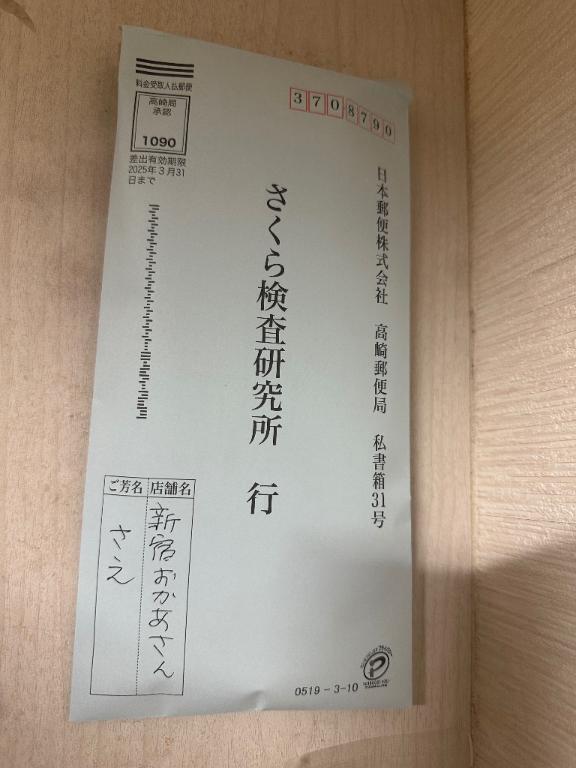 3708790
日本郵便株式会社 高崎郵便局 私書箱31号
さくら検査研究所 行
料金受取人払郵便
高崎局
承認
1090
差出有効期限
2025年3月31
日まで
店舗名
新宿おかあさん
ご芳名
さえ
0519-3-10